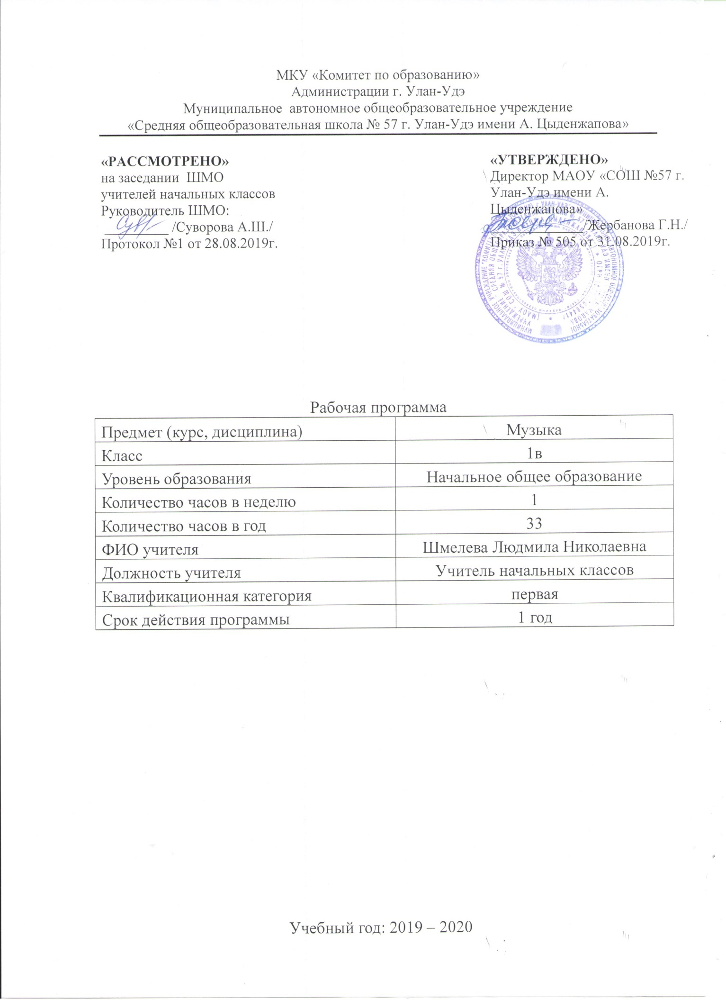 МКУ «Комитет по образованию»
Администрации г. Улан-Удэ
Муниципальное автономное общеобразовательное учреждение
«Средняя общеобразовательная школа № 57 г. Улан-Удэ имени А. Цыденжапова»
«РАССМОТРЕНО»
на заседании ШМО
учителей начальных классов
Руководитель ШМО:
/Суворова А.Ш./
Протокол №1 от 28.08.2019г.
«УТВЕРЖДЕНО»
Директор МАОУ «СОШ №57 г.
Улан-Удэ имени А.
Цыденжапова»
/Жербанова Г.Н./
Приказ № 505 от 31.08.2019г.
Рабочая программа
Предмет (курс, дисциплина) Музыка
Класс 1в
Уровень образования Начальное общее образование
Количество часов в неделю 1
Количество часов в год 33
ФИО учителя Шмелева Людмила Николаевна
Должность учителя Учитель начальных классов
Квалификационная категория первая
Срок действия программы 1 год
Учебный год: 2019 – 2020